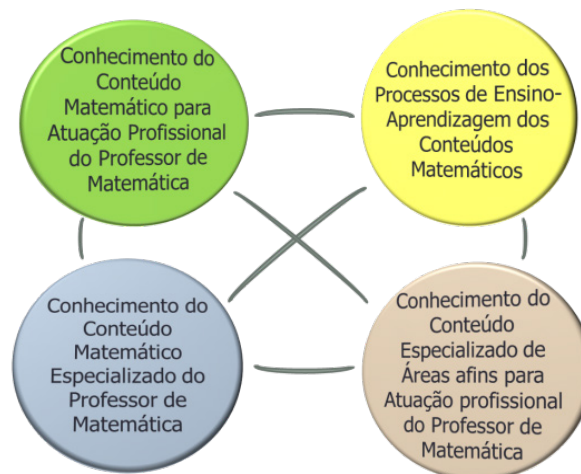 Conhecimento do
Conteúdo
Matemático para
Atuação Profissional
do Professor de
Matemática
Conhecimento dos
Processos de Ensino-
Aprendizagem dos
Conteúdos
Matemáticos
Conhecimento do
Conteúdo
Matemático
Especializado do
Professor de
Matemática
Conhecimento do
Conteúdo
Especializado de
Áreas afins para
Atuação profissional
do Professor de
Matemática